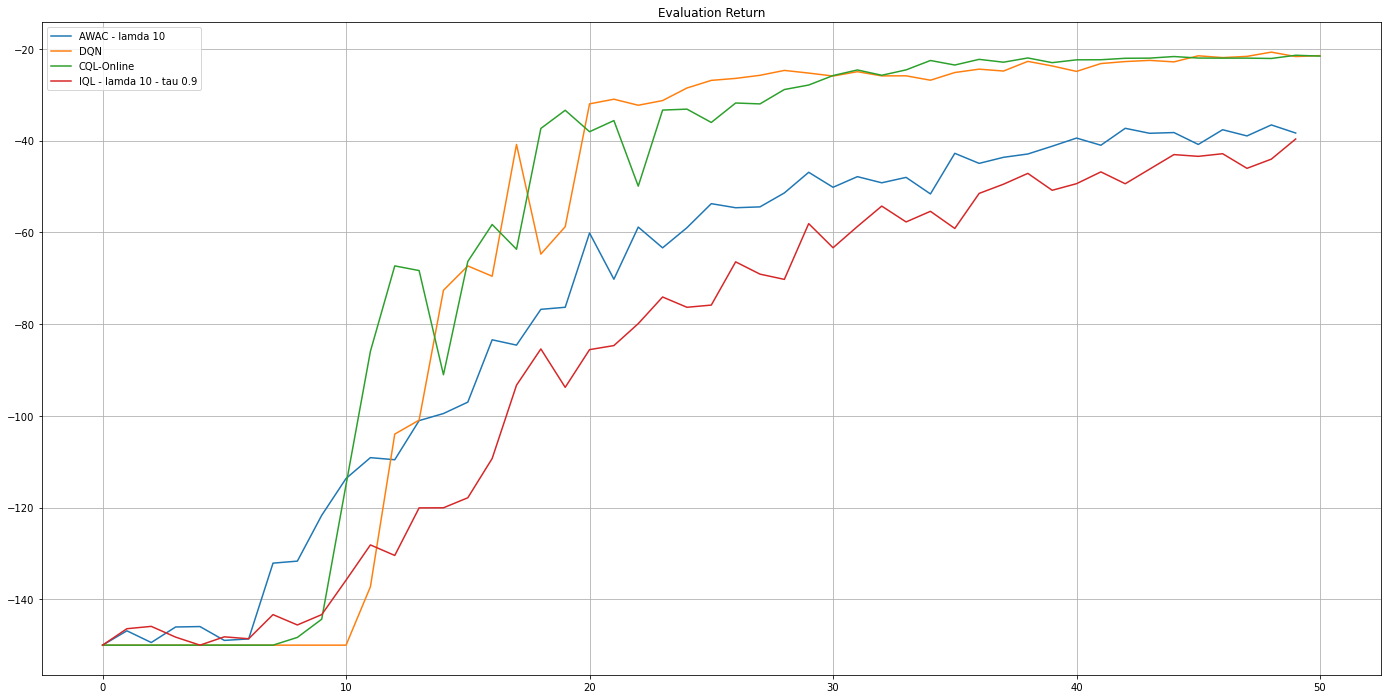 Evaluation Return
AWAC - lamda 10
DQN
CQL-Online
IQL - lamda 10 - tau 0.9
−20
−40
−60
−80
−100
−120
−140
0 10 20 30 40 50